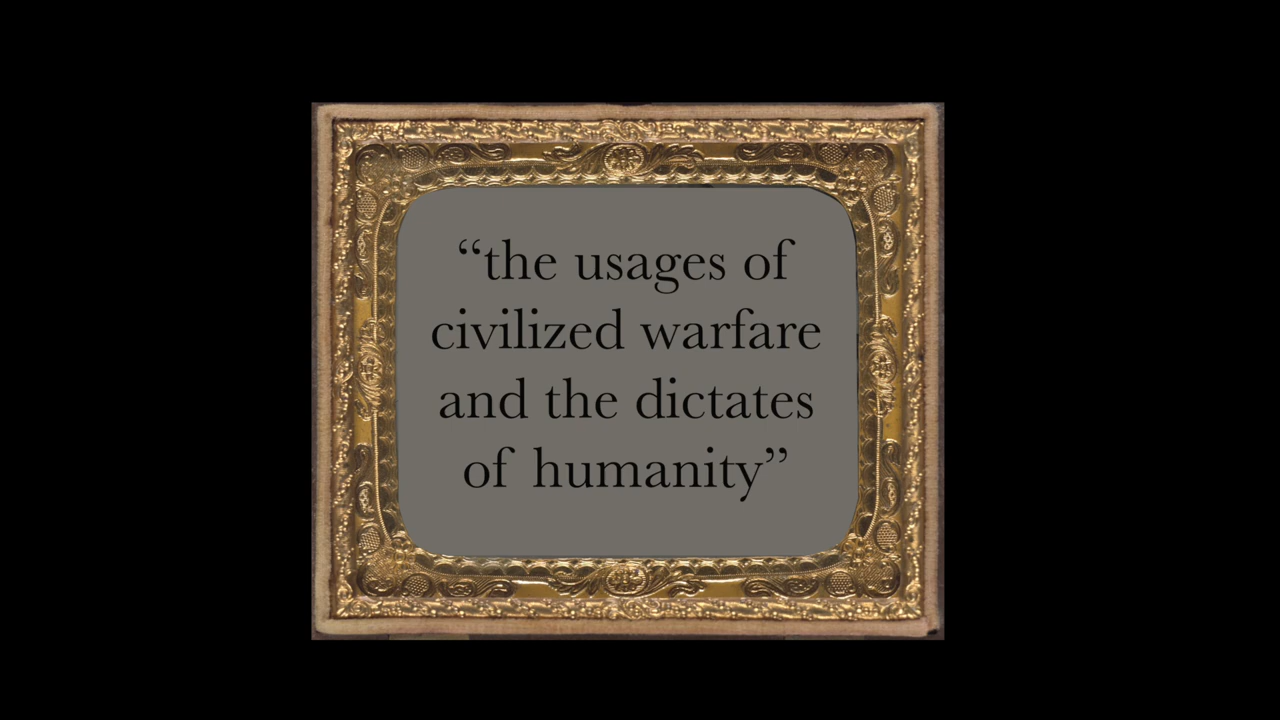 “the usages of
civilized warfare
and the dictates
of humanity”